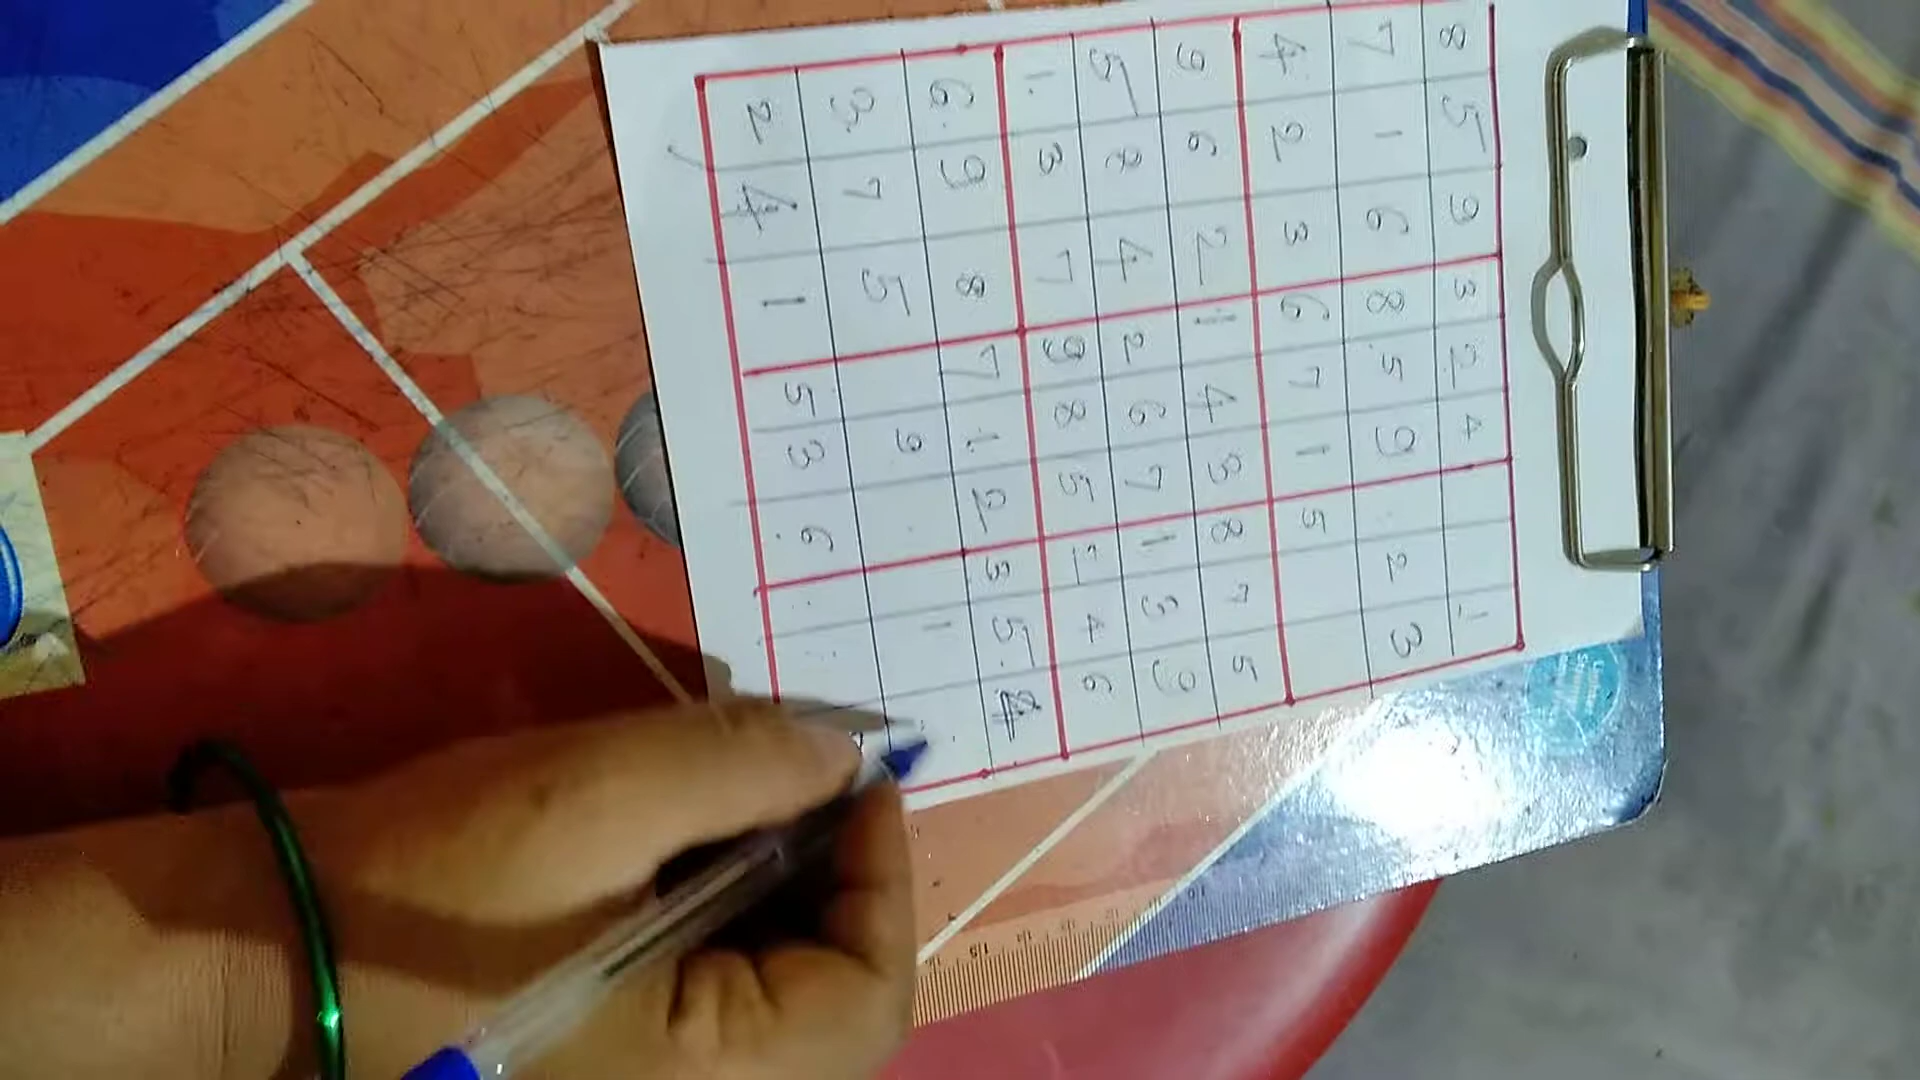 8 5 9 3 2 4 1
7 1 6 8 5 9 2 3
4 2 3 6 7 1 5
9 6 2 1 4 3 8 7 5
5 8 4 2 6 7 1 3 9
1 3 7 9 8 5 2 4 6
6 9 8 7 1 2 3 5 4
3 7 5 9 1
2 4 1 5 3 6